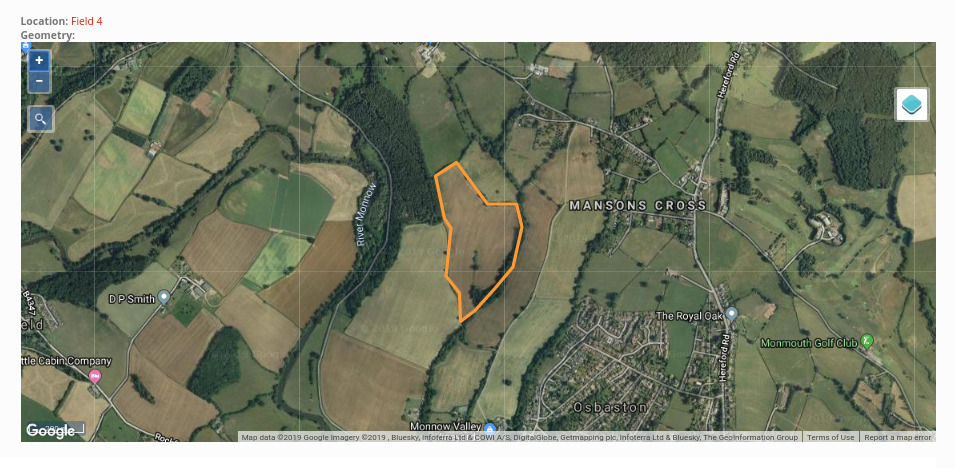 Location: Field 4
Geometry:
+
−
Hereford Rd
River Monnow
MANSONS CROSS
D P Smith
B4347
eld
The Royal Oak
Monmouth Golf Club
ttle Cabin Company
Hereford Rd
Osbaston
Monnow Valley
Google
Rock
Map data ©2019 Google Imagery ©2019 , Bluesky, Infoterra Ltd & COWI A/S, DigitalGlobe, Getmapping plc, Infoterra Ltd & Bluesky, The GeoInformation Group
Terms of Use
Report a map error